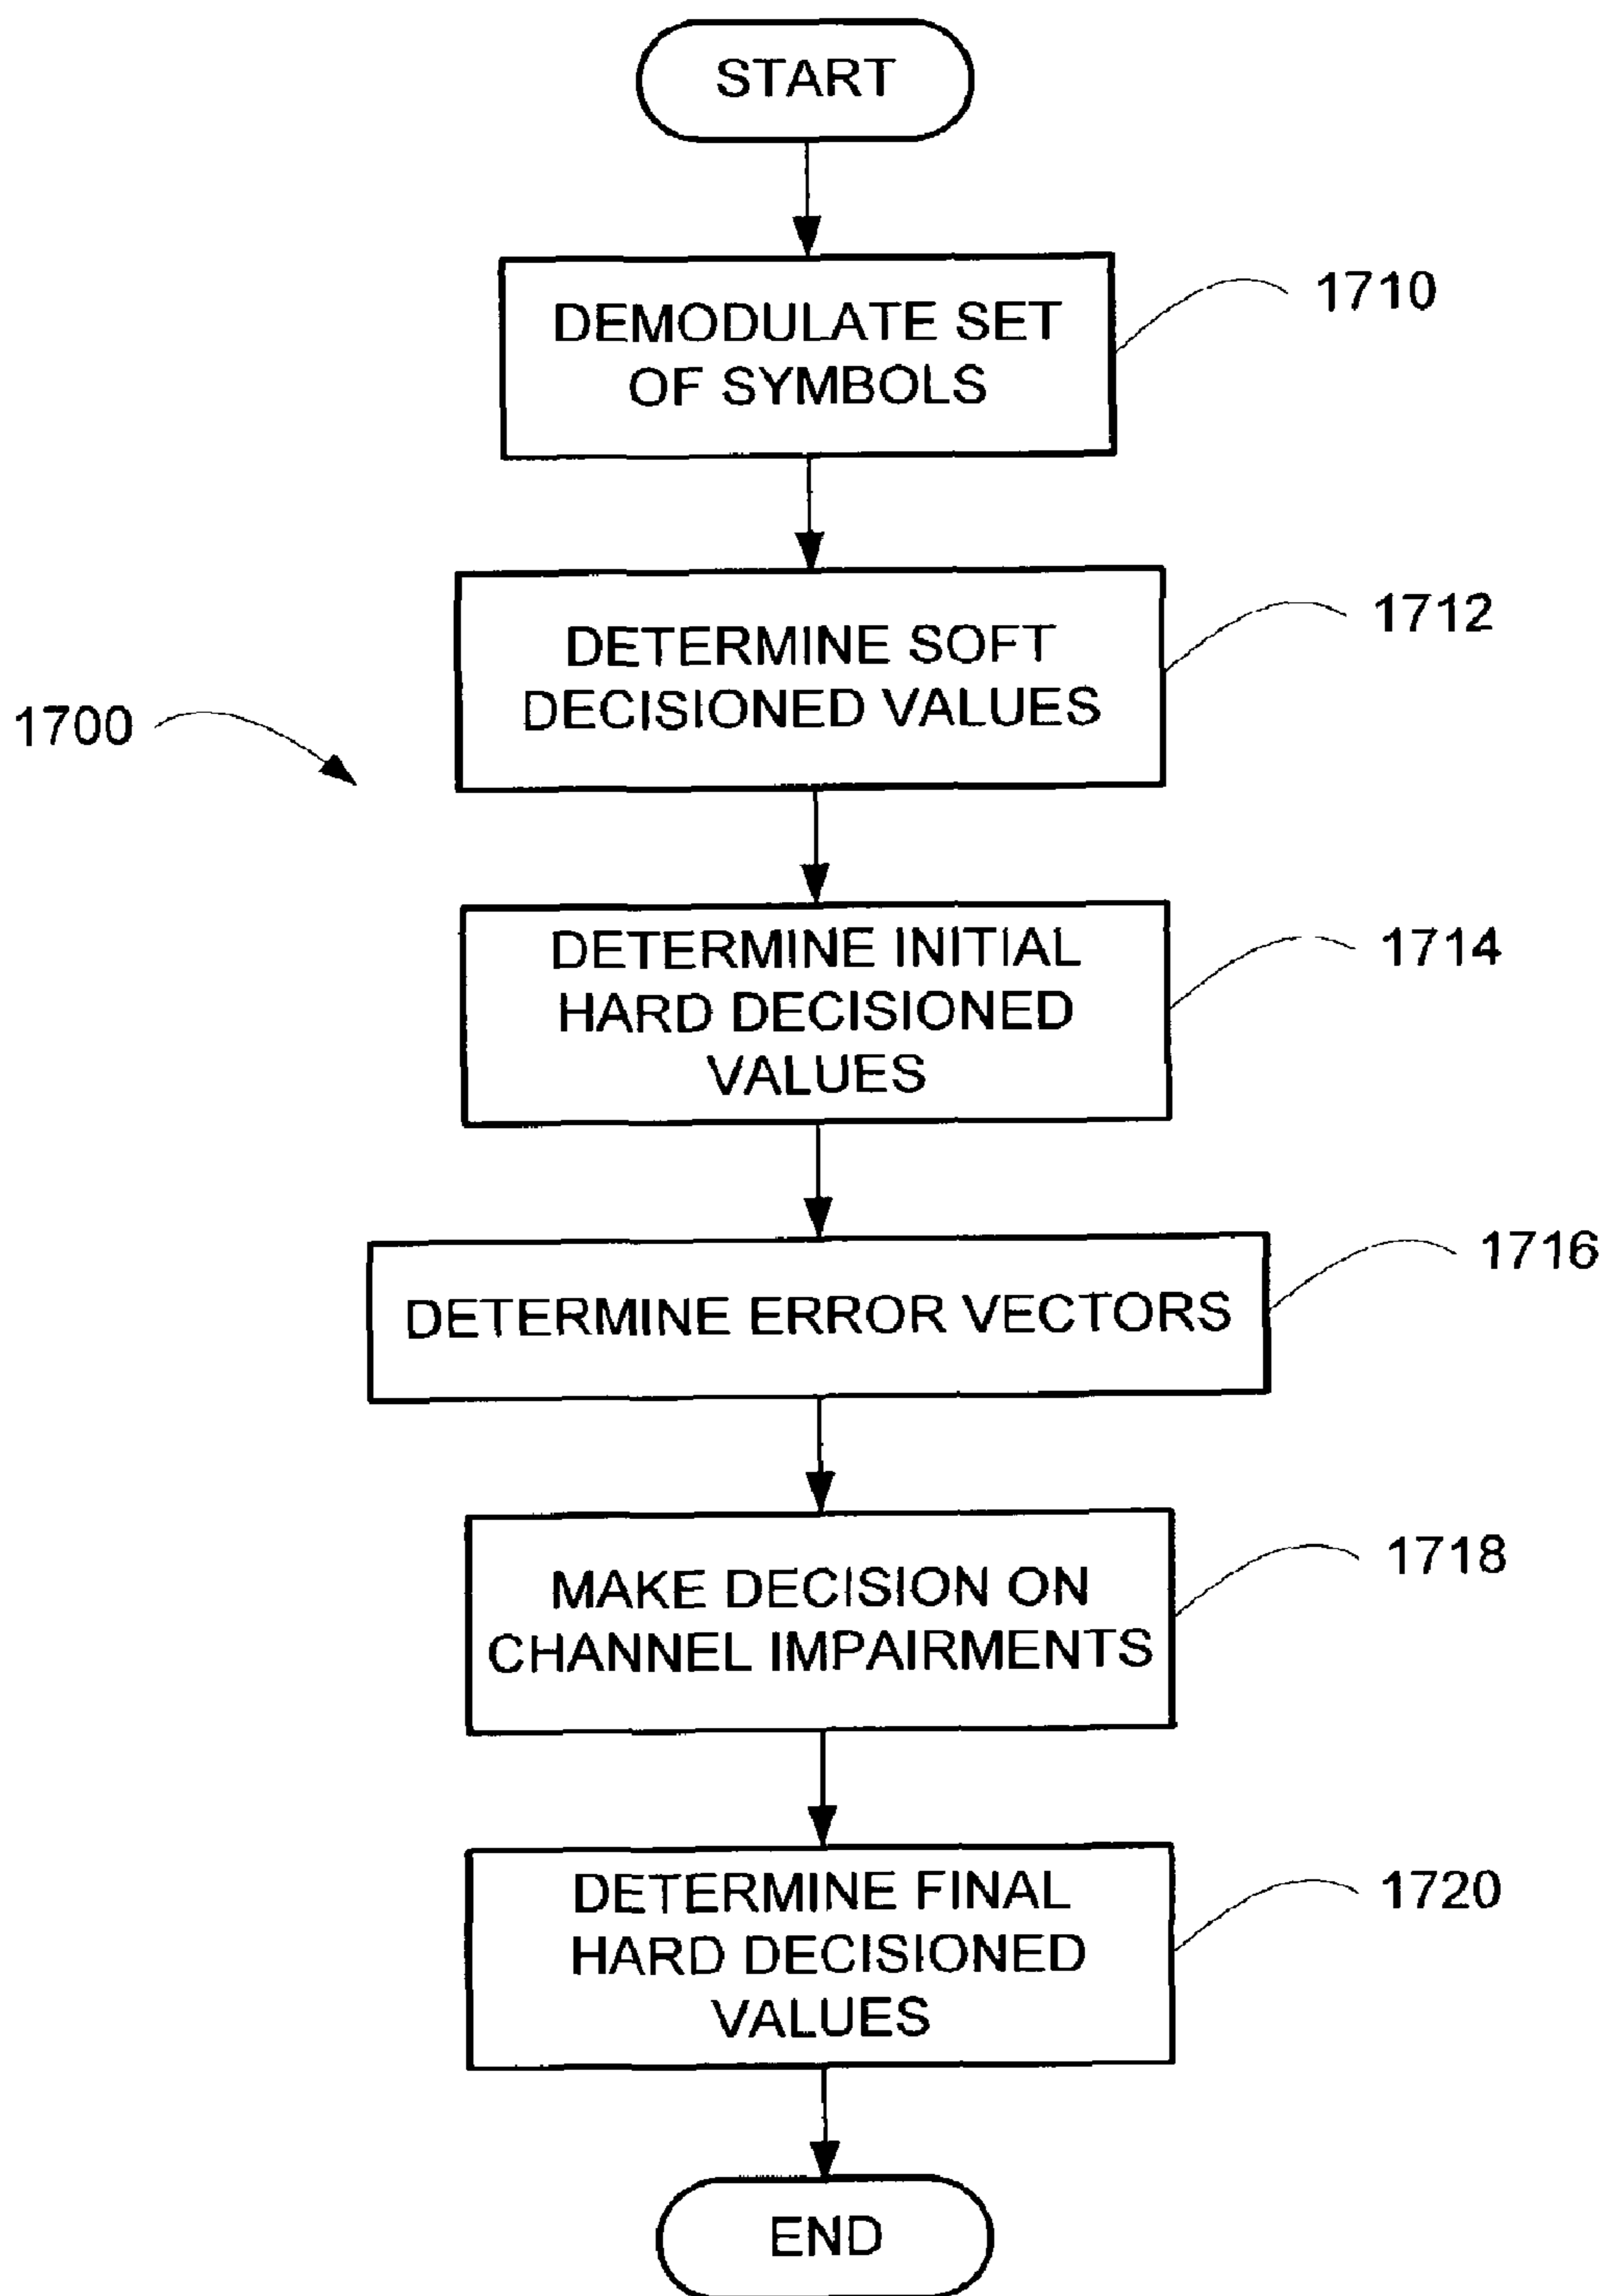 START
DEMODULATE SET
OF SYMBOLS
1710
DETERMINE SOFT
DECISIONED VALUES
1712
1700
DETERMINE INITIAL
HARD DECISIONED
VALUES
1714
DETERMINE ERROR VECTORS
1716
MAKE DECISION ON
CHANNEL IMPAIRMENTS
1718
DETERMINE FINAL
HARD DECISIONED
VALUES
1720
END